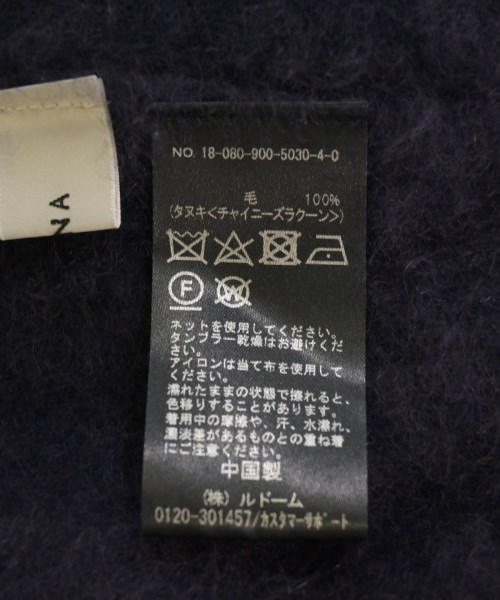 NO. 18-080-900-5030-4-0
毛 100%
(タヌキ<チャイニーズラクーン>)
F W
ネットを使用してください。
タンブラー乾燥はお避けくだ
さい。
アイロンは当て布を使用して
ください。
濡れたままの状態で擦れると、
色移りすることがあります。
着用中の摩擦や、汗、水濡れ、
濃淡差があるものとの重ね着
にご注意ください。
中国製
(株) ルドーム
0120-301457/カスタマーサポート
NA